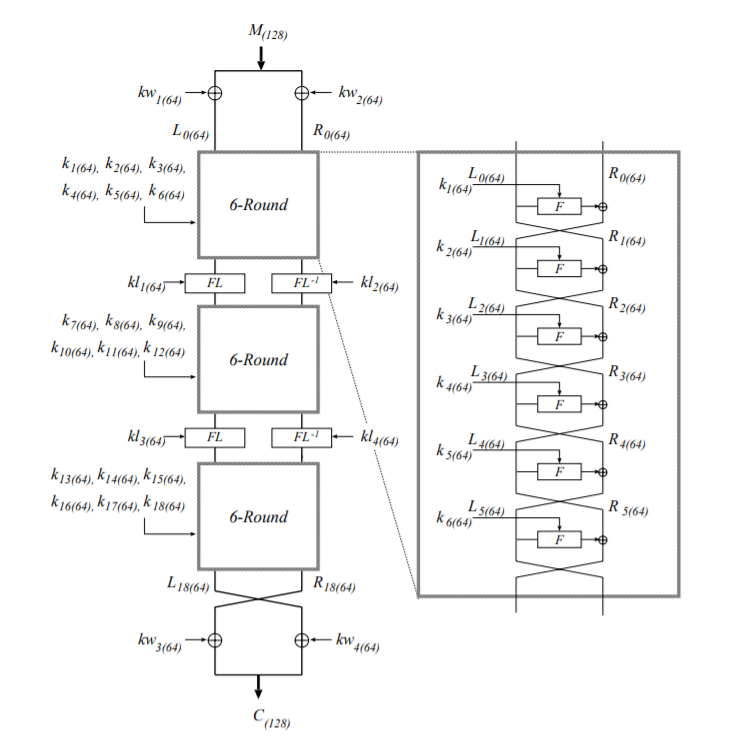 M(128)
kw1(64) kw2(64)
L0(64) R0(64)
k1(64), k2(64), k3(64),
k4(64), k5(64), k6(64)
6-Round
kl1(64) FL FL-1 kl2(64)
k7(64), k8(64), k9(64),
k10(64), k11(64), k12(64)
6-Round
kl3(64) FL FL-1 kl4(64)
k13(64), k14(64), k15(64),
k16(64), k17(64), k18(64)
6-Round
L18(64) R18(64)
kw3(64) kw4(64)
C(128)
L0(64) R0(64)
k1(64)
F
L1(64) R1(64)
k2(64)
F
L2(64) R2(64)
k3(64)
F
L3(64) R3(64)
k4(64)
F
L4(64) R4(64)
k5(64)
F
L5(64) R5(64)
k6(64)
F